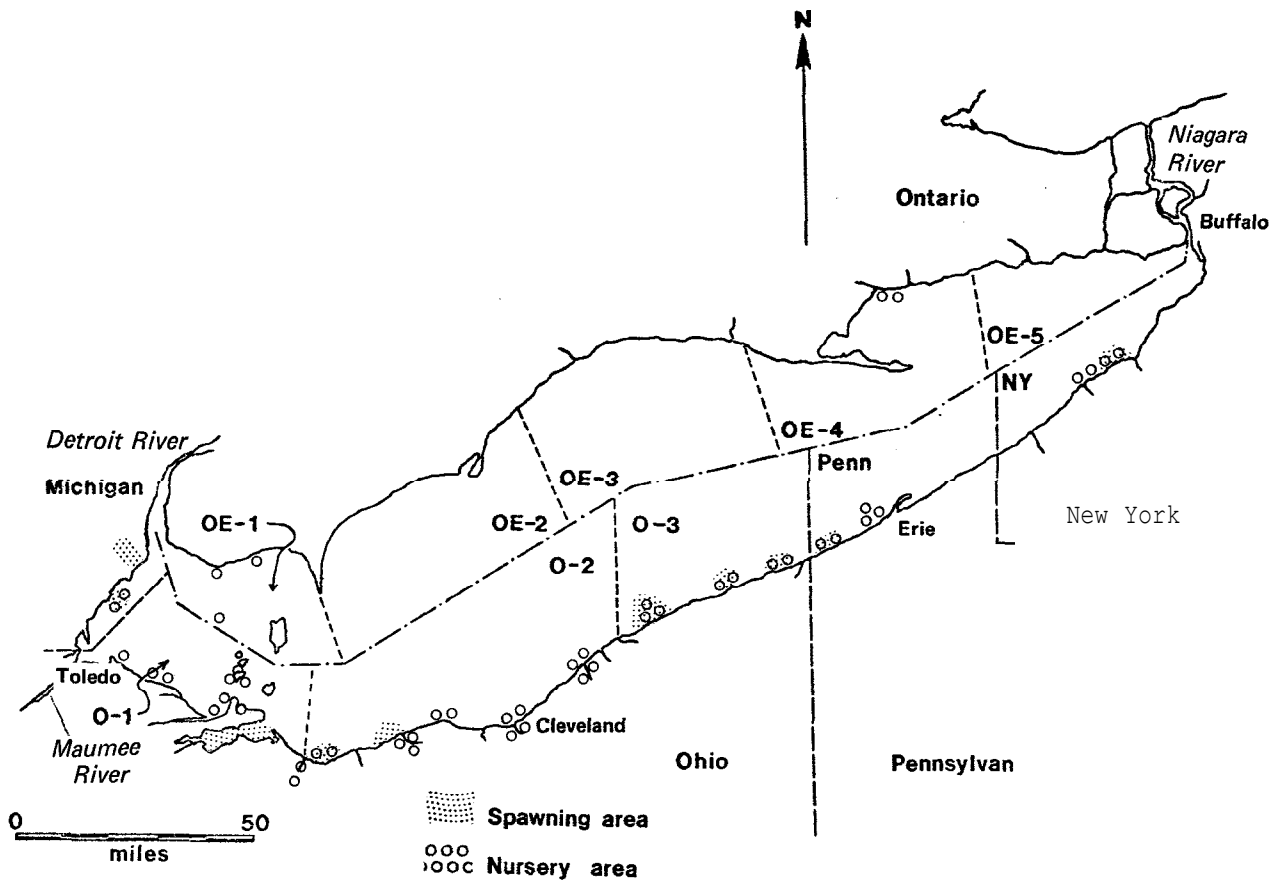 N
Niagara
River
Ontario
Buffalo
OE-5
NY
Detroit River
Michigan
OE-4
Penn
OE-3
OE-1
OE-2
O-3
O-2
Erie
New York
Toledo
O-1
Maumee
River
Cleveland
Ohio
Pennsylvan
0 50
miles
Spawning area
Nursery area